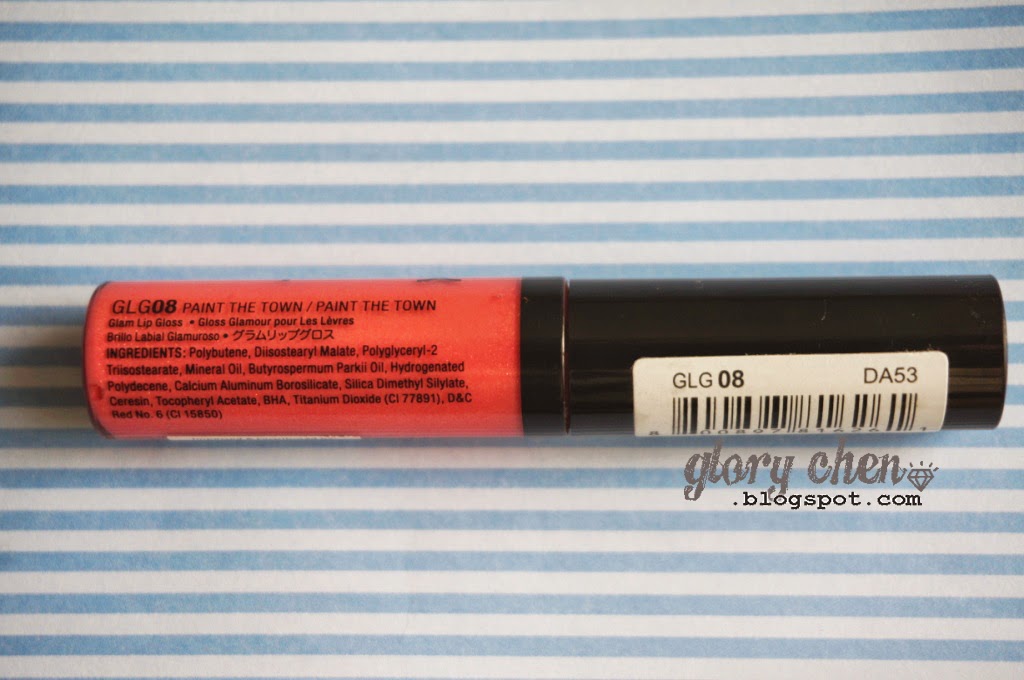 GLG08 PAINT THE TOWN / PAINT THE TOWN
Glam Lip Gloss • Gloss Glamour pour Les Lèvres
Brillo Labial Glamuroso • グラムリップグロス
INGREDIENTS: Polybutene, Diisostearyl Malate, Polyglyceryl-2
Triisostearate, Mineral Oil, Butyrospermum Parkii Oil, Hydrogenated
Polydecene, Calcium Aluminum Borosilicate, Silica Dimethyl Silylate,
Ceresin, Tocopheryl Acetate, BHA, Titanium Dioxide (CI 77891), D&C
Red No. 6 (CI 15850)
GLG 08 DA53
glory chen
.blogspot.com